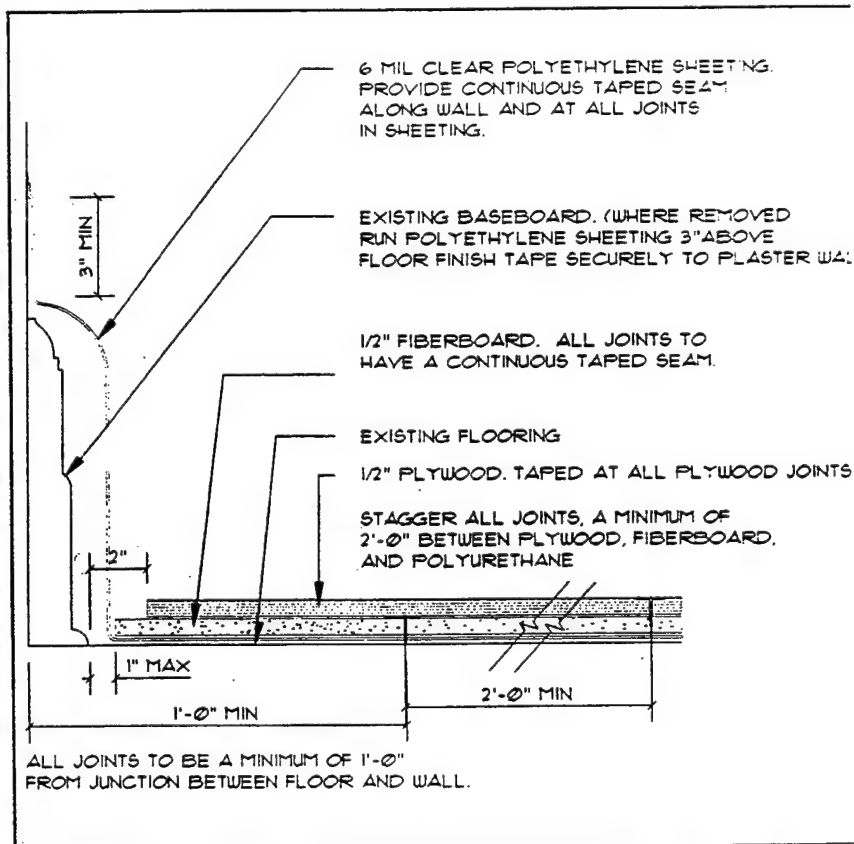 6 MIL CLEAR POLYETHYLENE SHEETING.
PROVIDE CONTINUOUS TAPED SEAM
ALONG WALL AND AT ALL JOINTS
IN SHEETING.
3" MIN
EXISTING BASEBOARD. (WHERE REMOVED
RUN POLYETHYLENE SHEETING 3"ABOVE
FLOOR FINISH TAPE SECURELY TO PLASTER
1/2" FIBERBOARD. ALL JOINTS TO
HAVE A CONTINUOUS TAPED SEAM.
EXISTING FLOORING
1/2" PLYWOOD. TAPED AT ALL PLYWOOD JOINTS
STAGGER ALL JOINTS, A MINIMUM OF
2'-0" BETWEEN PLYWOOD, FIBERBOARD,
AND POLYURETHANE
2"
1" MAX
1'-0" MIN
2'-0" MIN
ALL JOINTS TO BE A MINIMUM OF 1'-0"
FROM JUNCTION BETWEEN FLOOR AND WALL.